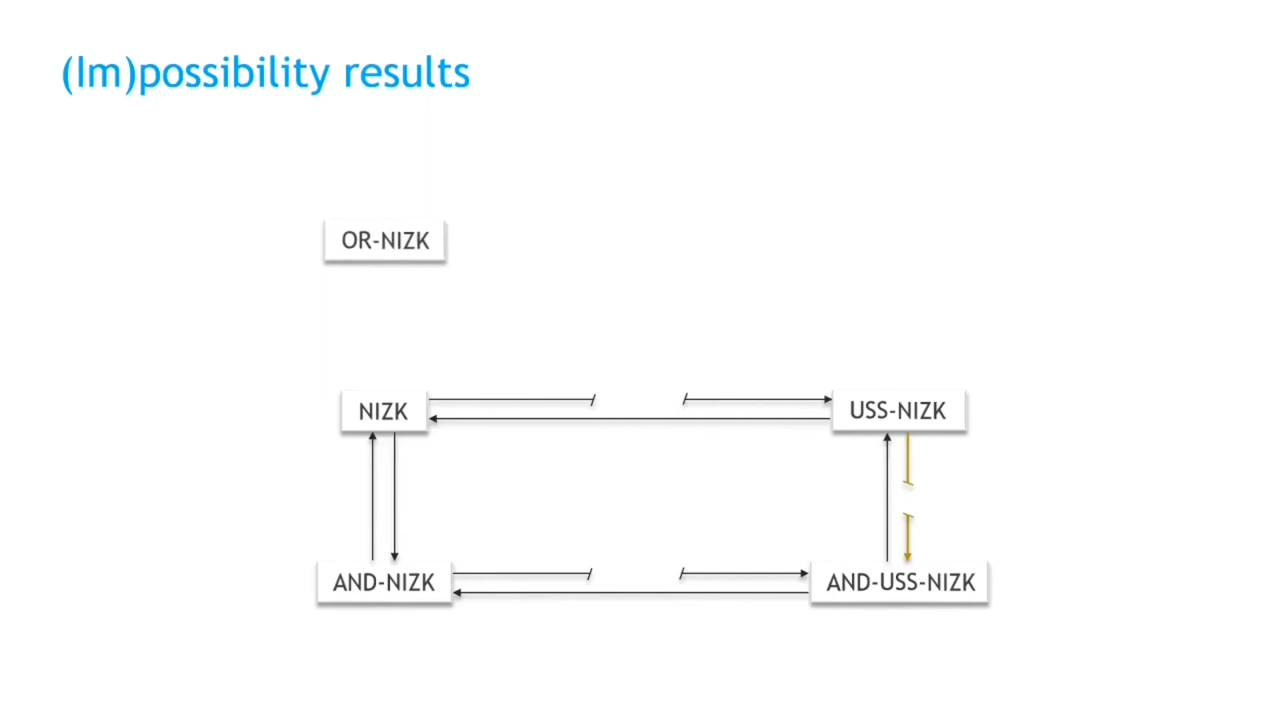 (Im)possibility results
OR-NIZK
NIZK
USS-NIZK
AND-NIZK
AND-USS-NIZK